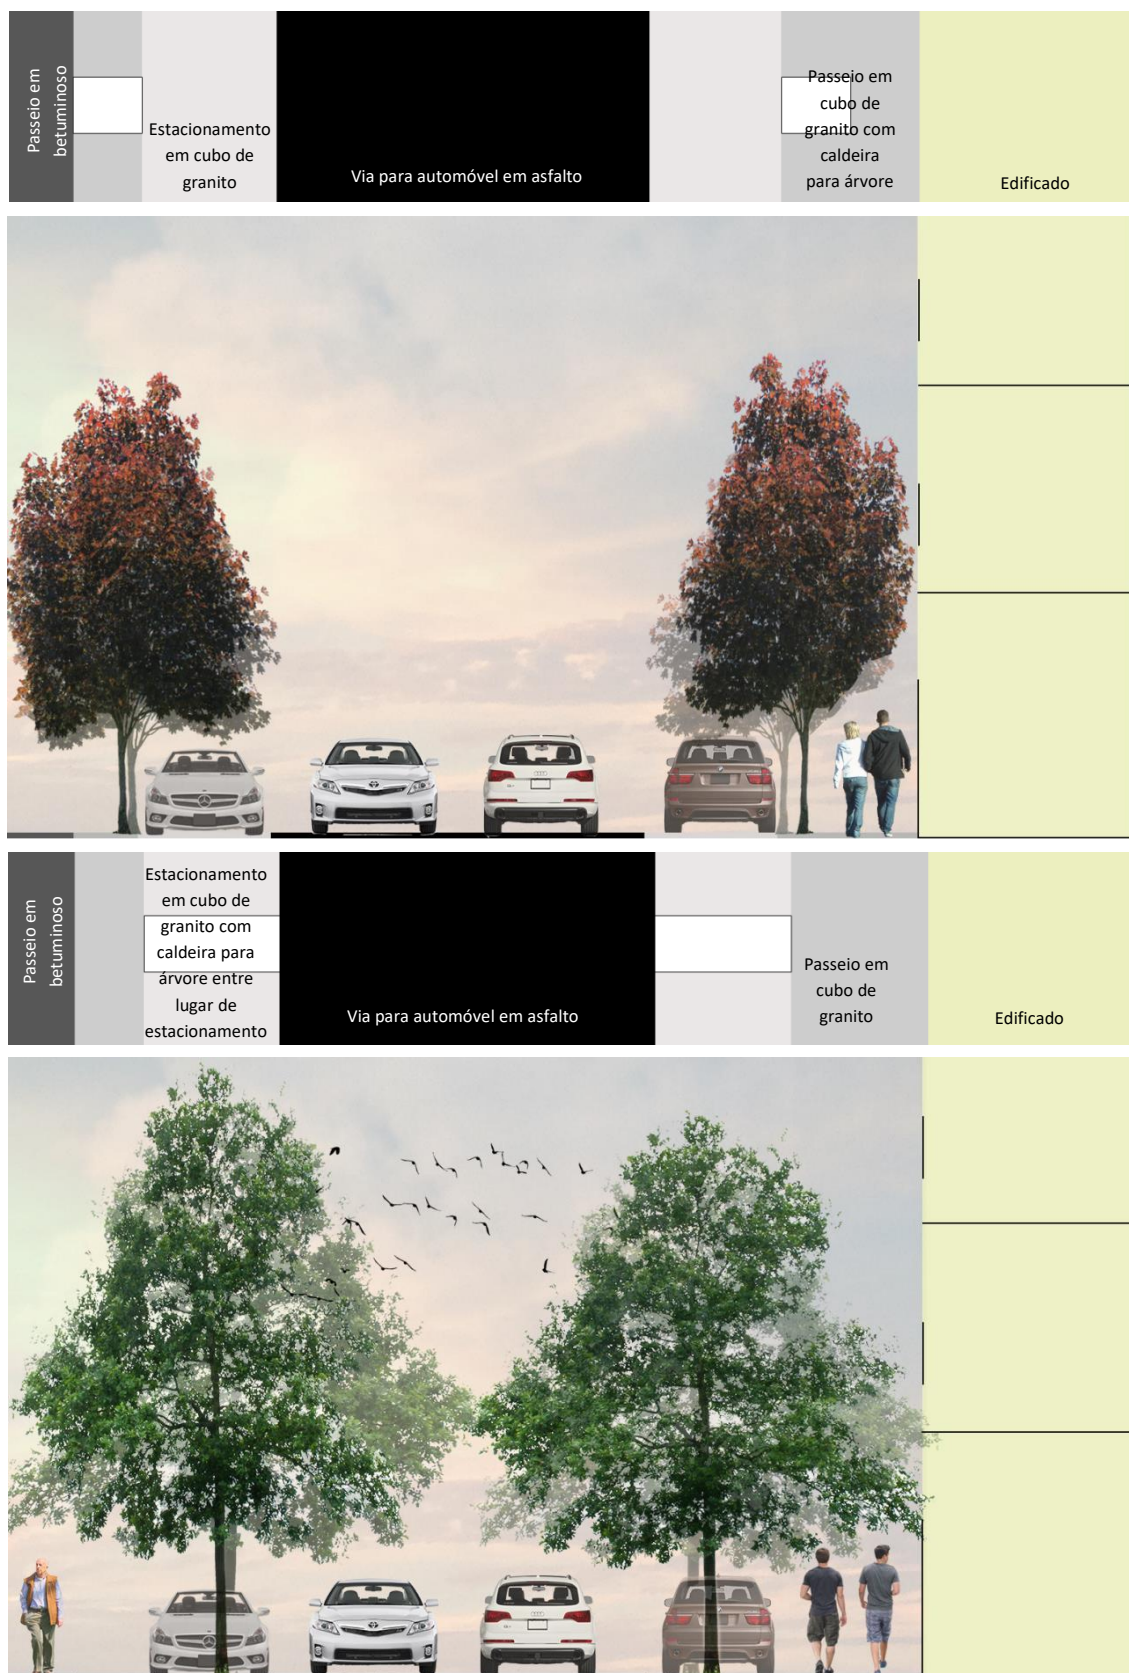 Passeio em
betuminoso
Estacionamento
em cubo de
granito
Via para automóvel em asfalto
Passeio em
cubo de
granito com
caldeira
para árvore
Edificado
Passeio em
betuminoso
Estacionamento
em cubo de
granito com
caldeira para
árvore entre
lugar de
estacionamento
Via para automóvel em asfalto
Passeio em
cubo de
granito
Edificado